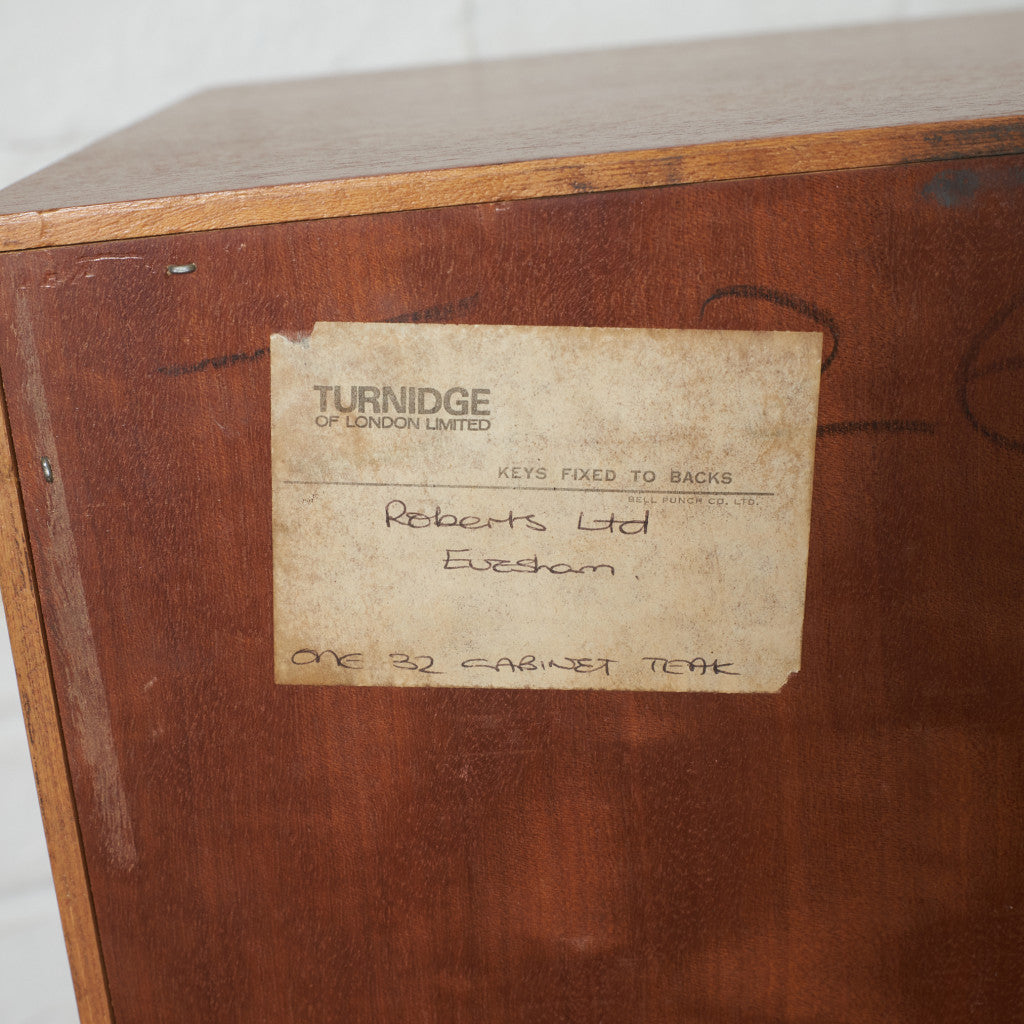 TURNIDGE
OF LONDON LIMITED
KEYS FIXED TO BACKS
BELL PUNCH CO. LTD.
Roberts Ltd
Evesham.
ONE 32 CABINET TEAK